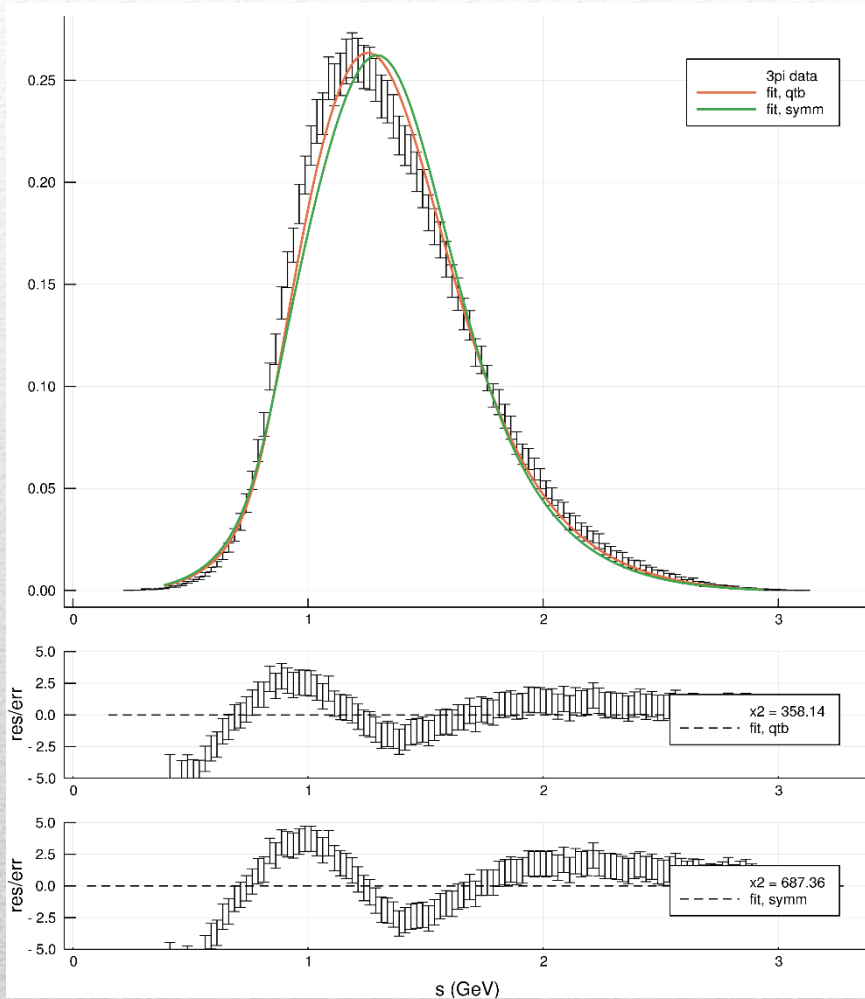 0.25
0.20
0.15
0.10
0.05
0.00
3pi data
fit, qtb
fit, symm
0 1 2 3
res/err
5.0
2.5
0.0
- 2.5
- 5.0
x2 = 358.14
fit, qtb
0 1 2 3
res/err
5.0
2.5
0.0
- 2.5
- 5.0
x2 = 687.36
fit, symm
0 1 2 3
s (GeV)